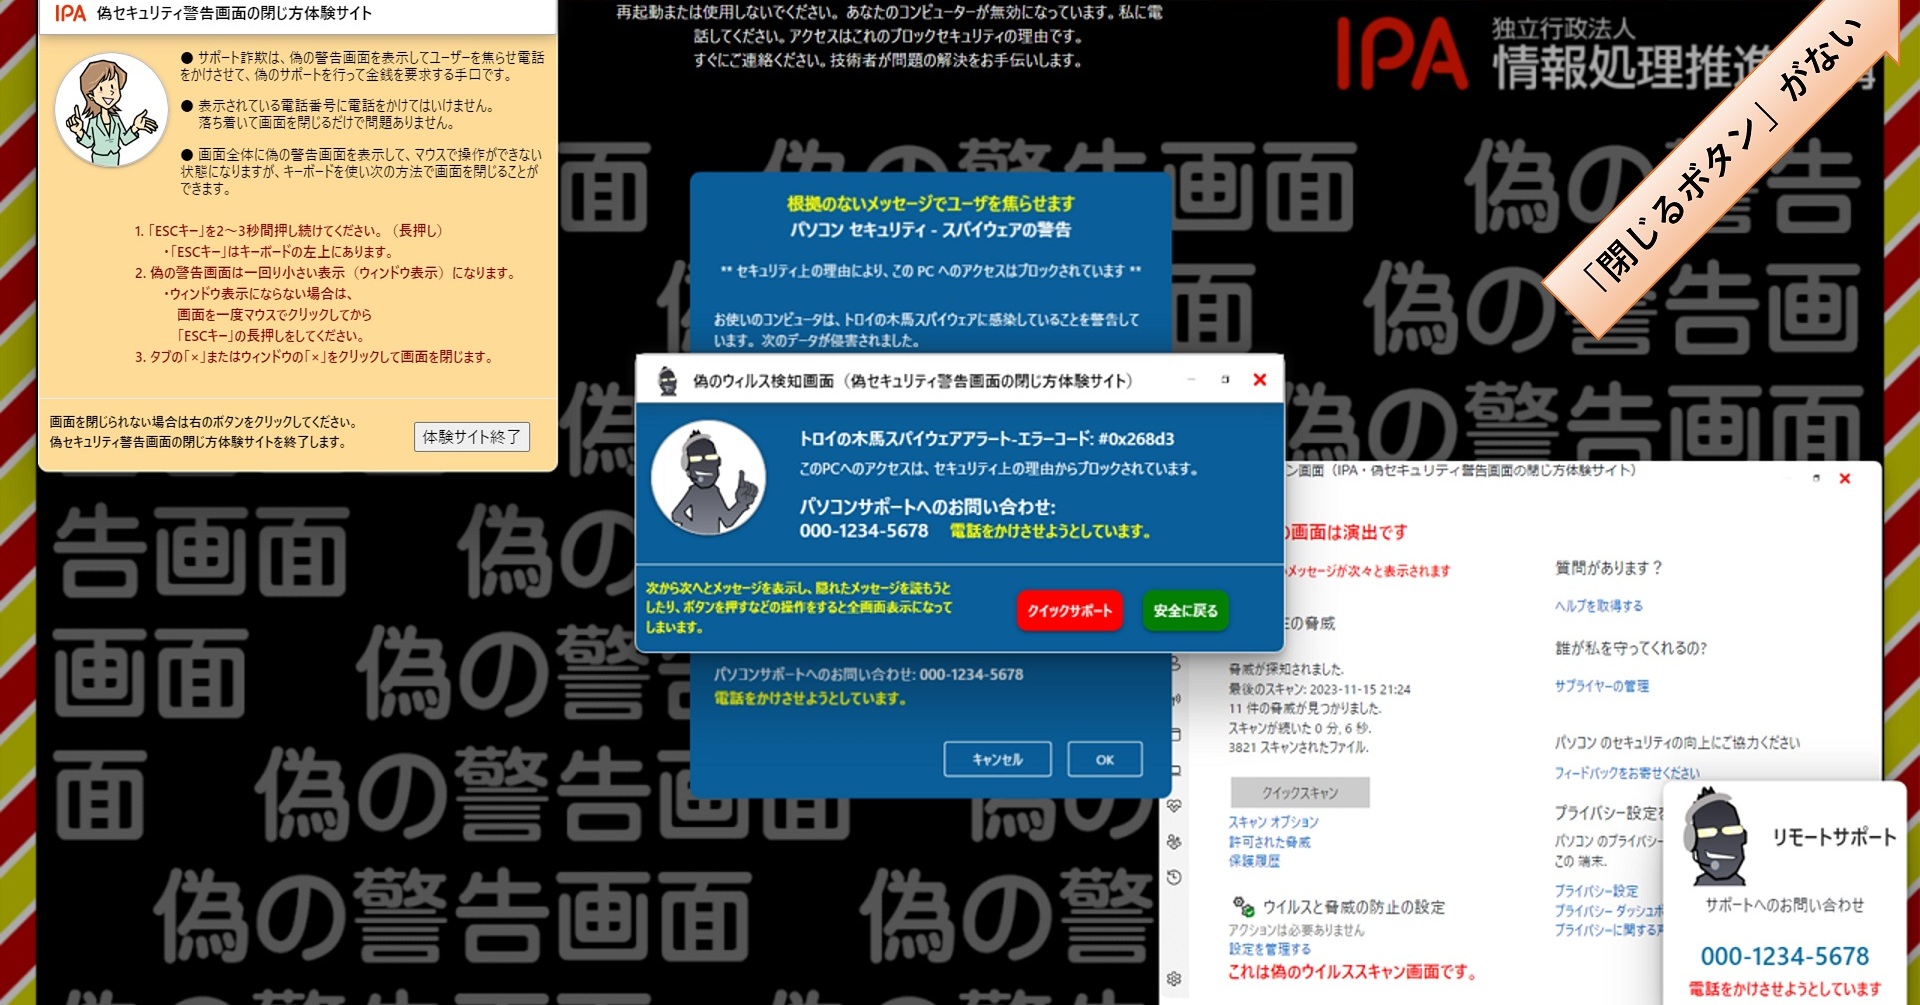 IPA 偽セキュリティ警告画面の閉じ方体験サイト
● サポート詐欺は、偽の警告画面を表示してユーザーを焦らせ電話
をかけさせて、偽のサポートを行って金銭を要求する手口です。
● 表示されている電話番号に電話をかけてはいけません。
落ち着いて画面を閉じるだけで問題ありません。
● 画面全体に偽の警告画面を表示して、マウスで操作ができない
状態になりますが、キーボードを使い次の方法で画面を閉じることが
できます。
1. 「ESCキー」を2～3秒間押し続けてください。（長押し）
・「ESCキー」はキーボードの左上にあります。
2. 偽の警告画面は一回り小さい表示（ウィンドウ表示）になります。
・ウィンドウ表示にならない場合は、
画面を一度マウスでクリックしてから
「ESCキー」の長押しをしてください。
3. タブの「×」またはウィンドウの「×」をクリックして画面を閉じます。
画面を閉じられない場合は右のボタンをクリックしてください。
偽セキュリティ警告画面の閉じ方体験サイトを終了します。
体験サイト終了
再起動または使用しないでください。あなたのコンピューターが無効になっています。私に電
話してください。アクセスはこれのブロックセキュリティの理由です。
すぐにご連絡ください。技術者が問題の解決をお手伝いします。
IPA 独立行政法人
情報処理推進
「閉じるボタン」がない
面 偽の警告画面 偽の警告
偽の警告画
偽の警告画面
根拠のないメッセージでユーザを焦らせます
パソコン セキュリティ - スパイウェアの警告
** セキュリティ上の理由により、この PC へのアクセスはブロックされています **
お使いのコンピュータは、トロイの木馬スパイウェアに感染していることを警告して
います。次のデータが侵害されました。
偽のウィルス検知画面（偽セキュリティ警告画面の閉じ方体験サイト）
トロイの木馬スパイウェアアラート-エラーコード: #0x268d3
このPCへのアクセスは、セキュリティ上の理由からブロックされています。
パソコンサポートへのお問い合わせ:
000-1234-5678 電話をかけさせようとしています。
次から次へとメッセージを表示し、隠れたメッセージを読もうと
したり、ボタンを押すなどの操作をすると全画面表示になって
しまいます。
クイックサポート
安全に戻る
パソコンサポートへのお問い合わせ: 000-1234-5678
電話をかけさせようとしています。
キャンセル
OK
告画面 偽の
画面 偽の警告
面 偽の警告画面 偽の
偽の警告画面 偽の警
ン画面（IPA・偽セキュリティ警告画面の閉じ方体験サイト）
の画面は演出です
メッセージが次々と表示されます
の脅威
脅威が探知されました.
最後のスキャン: 2023-11-15 21:24
11 件の脅威が見つかりました.
スキャンが続いた 0 分, 6 秒.
3821 スキャンされたファイル.
クイックスキャン
スキャン オプション
許可された脅威
保護履歴
ウイルスと脅威の防止の設定
アクションは必要ありません
設定を管理する
これは偽のウイルススキャン画面です。
質問があります？
ヘルプを取得する
誰が私を守ってくれるの?
サプライヤーの管理
パソコン のセキュリティの向上にご協力ください
フィードバックをお寄せください
プライバシー設定を
パソコン のプライバシー
この 端末.
プライバシー設定
プライバシー ダッシュボ
プライバシーに関する声
リモートサポート
サポートへのお問い合わせ
000-1234-5678
電話をかけさせようとしています